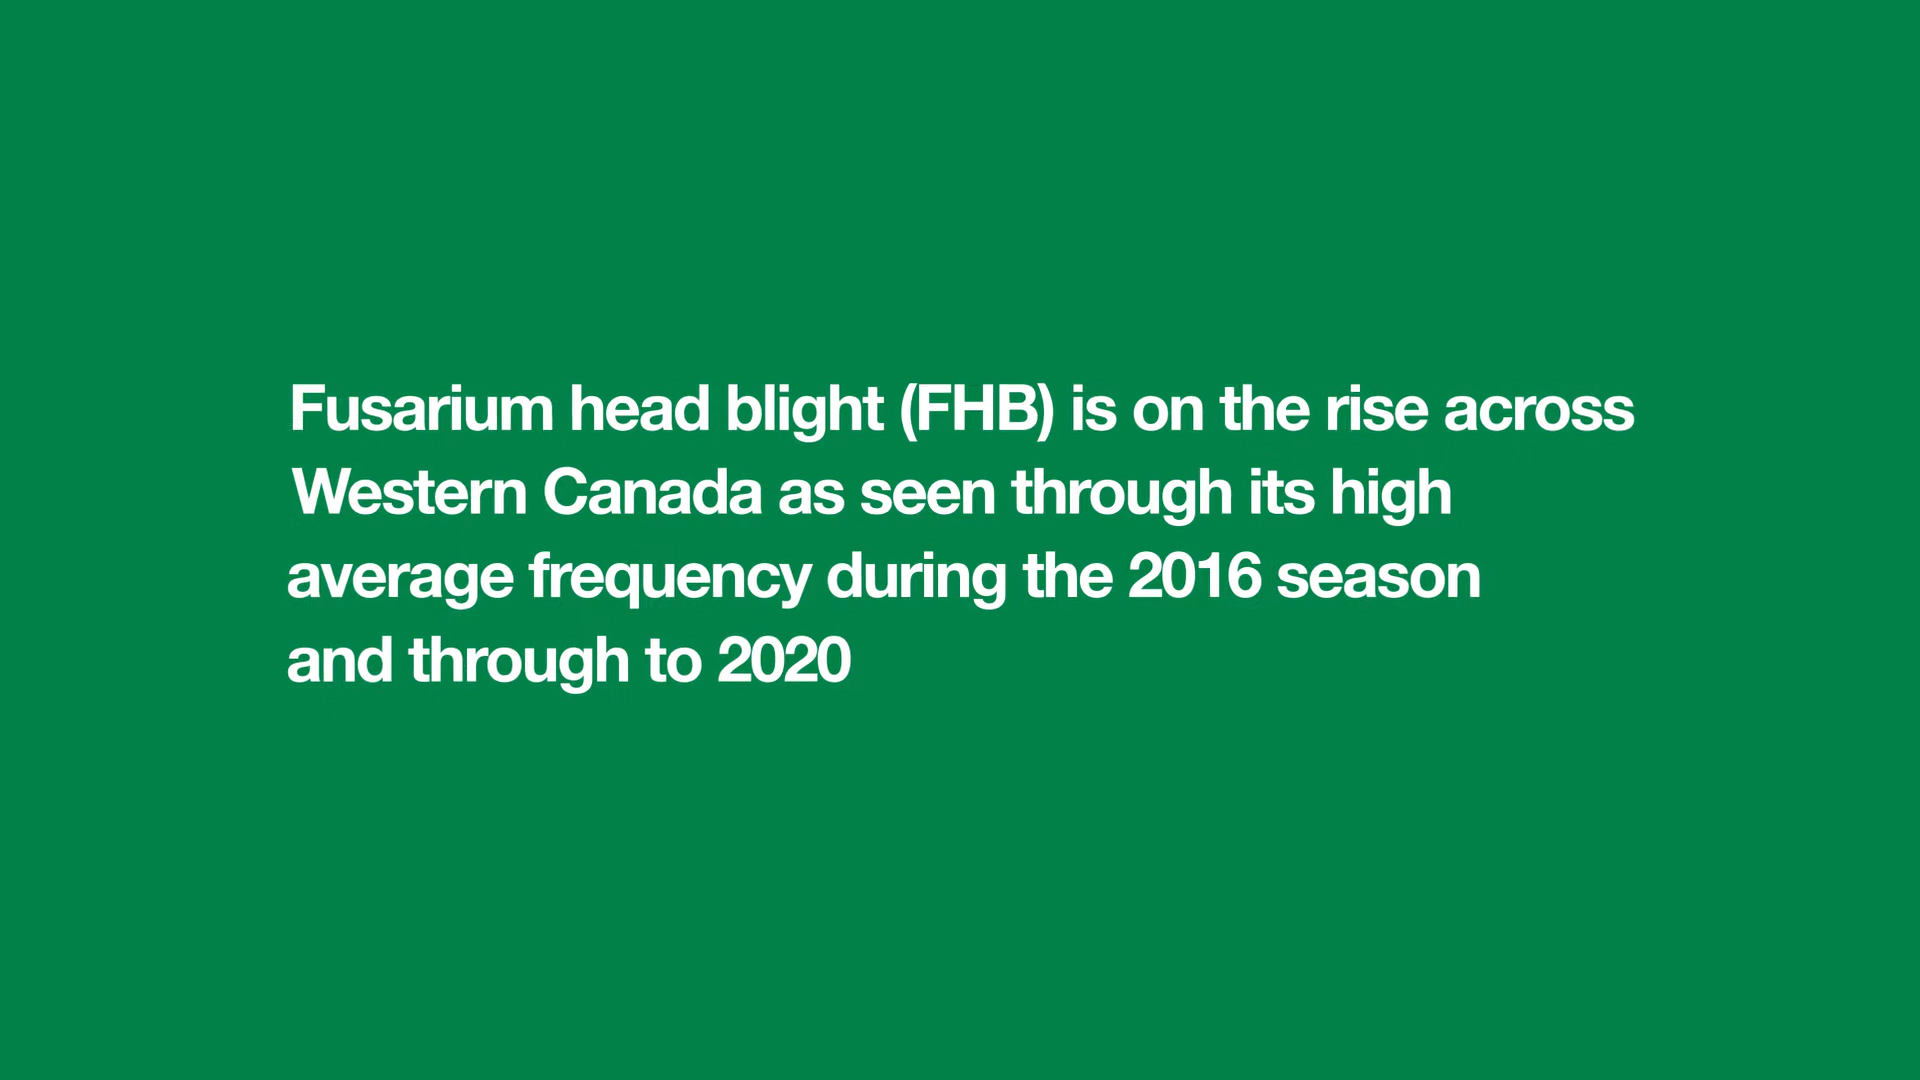 Fusarium head blight (FHB) is on the rise across
Western Canada as seen through its high
average frequency during the 2016 season
and through to 2020